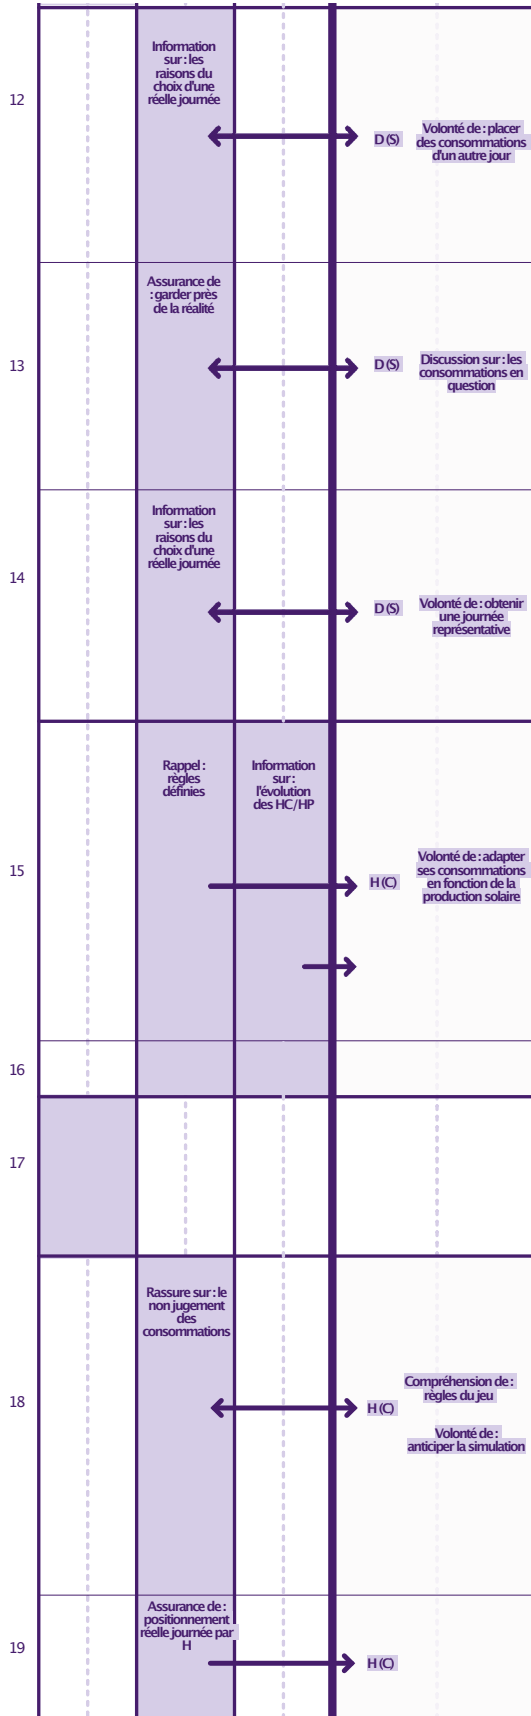 12
Information
sur : les
raisons du
choix d'une
réelle journée
D (S)
Volonté de : placer
des consommations
d'un autre jour
13
Assurance de
: garder près
de la réalité
D (S)
Discussion sur : les
consommations en
question
14
Information
sur : les
raisons du
choix d'une
réelle journée
D (S)
Volonté de : obtenir
une journée
représentative
15
Rappel :
règles
définies
Information
sur :
l'évolution
des HC/HP
H (C)
Volonté de : adapter
ses consommations
en fonction de la
production solaire
16
17
18
Rassure sur : le
non jugement
des
consommations
H (C)
Compréhension de :
règles du jeu
Volonté de :
anticiper la simulation
19
Assurance de :
positionnement
réelle journée par
H
H (C)